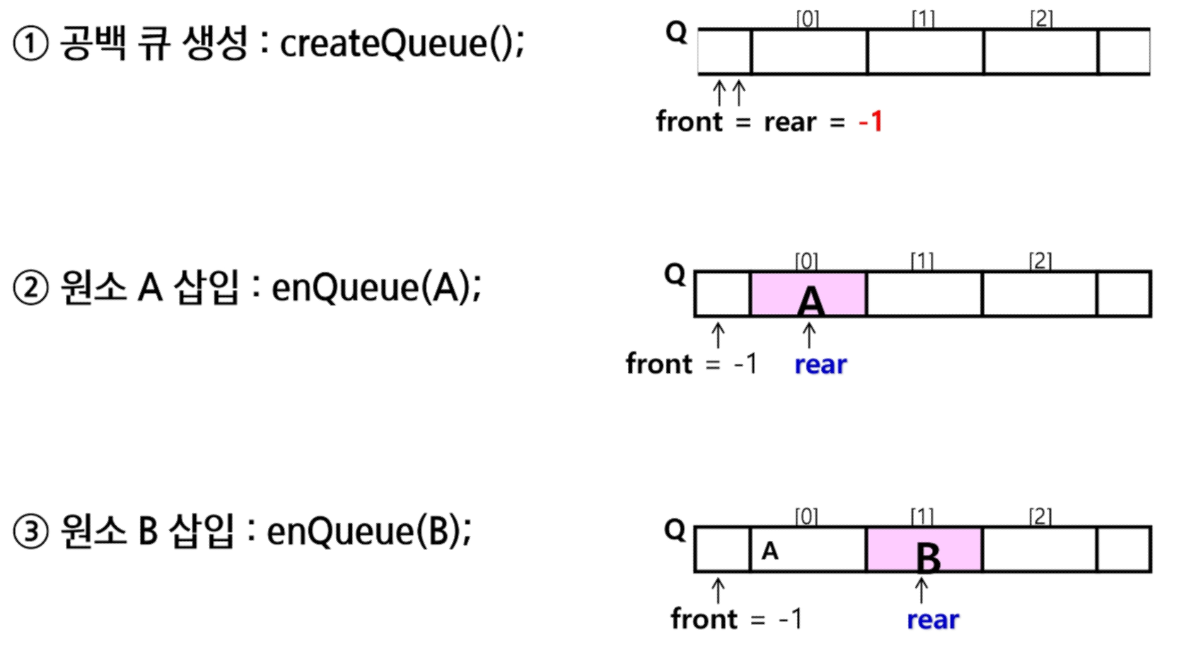 ① 공백 큐 생성 : createQueue();
Q [0] [1] [2]
front = rear = -1
② 원소 A 삽입 : enQueue(A);
Q [0] [1] [2]
A
front = -1 rear
③ 원소 B 삽입 : enQueue(B);
Q [0] [1] [2]
A B
front = -1 rear